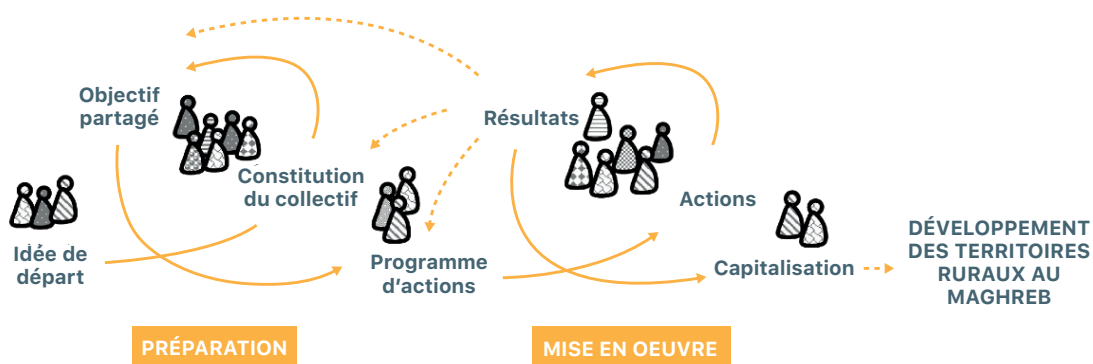 Objectif
partagé
Constitution
du collectif
Idée de
départ
Programme
d'actions
Résultats
Actions
Capitalisation
DÉVELOPPEMENT
DES TERRITOIRES
RURAUX AU
MAGHREB
PRÉPARATION
MISE EN OEUVRE